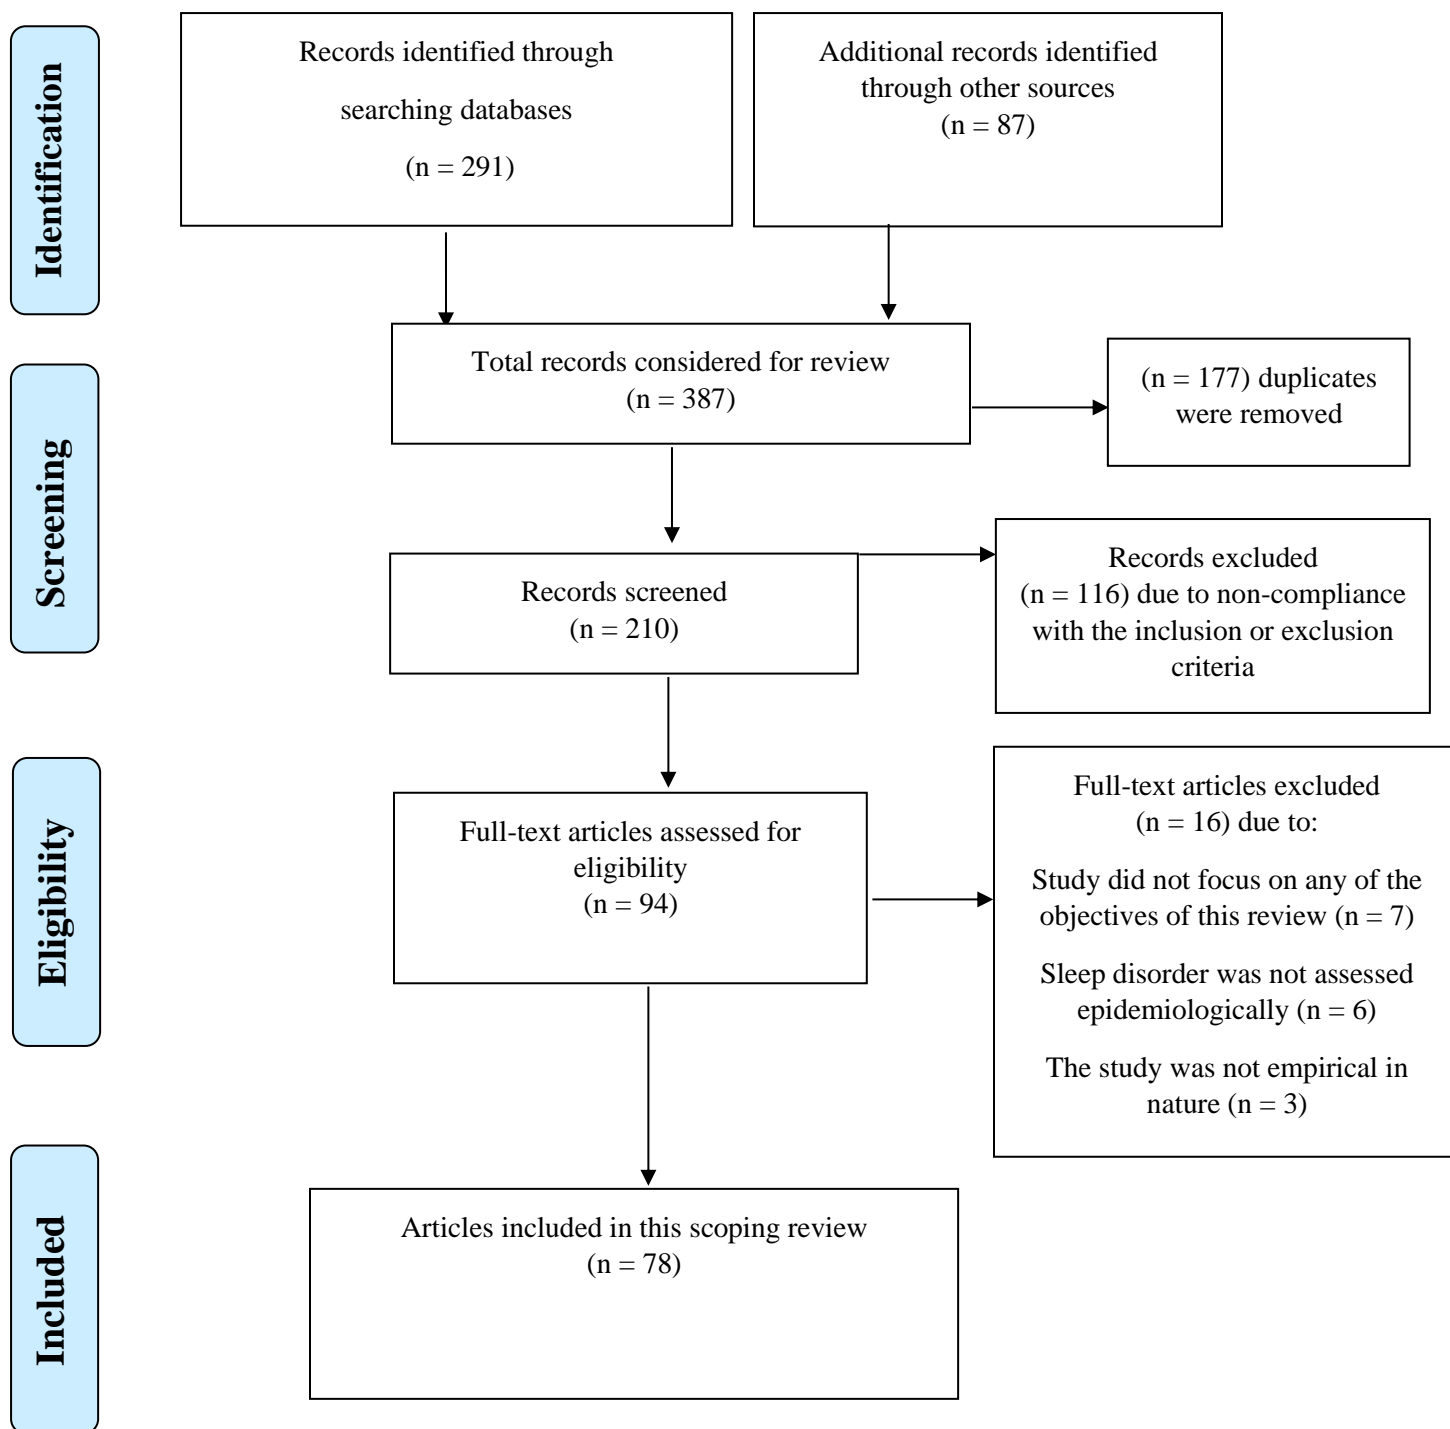 Identification
Records identified through
searching databases
(n = 291)
Additional records identified
through other sources
(n = 87)
Screening
Total records considered for review
(n = 387)
(n = 177) duplicates
were removed
Records screened
(n = 210)
Records excluded
(n = 116) due to non-compliance
with the inclusion or exclusion
criteria
Eligibility
Full-text articles assessed for
eligibility
(n = 94)
Full-text articles excluded
(n = 16) due to:
Study did not focus on any of the
objectives of this review (n = 7)
Sleep disorder was not assessed
epidemiologically (n = 6)
The study was not empirical in
nature (n = 3)
Included
Articles included in this scoping review
(n = 78)